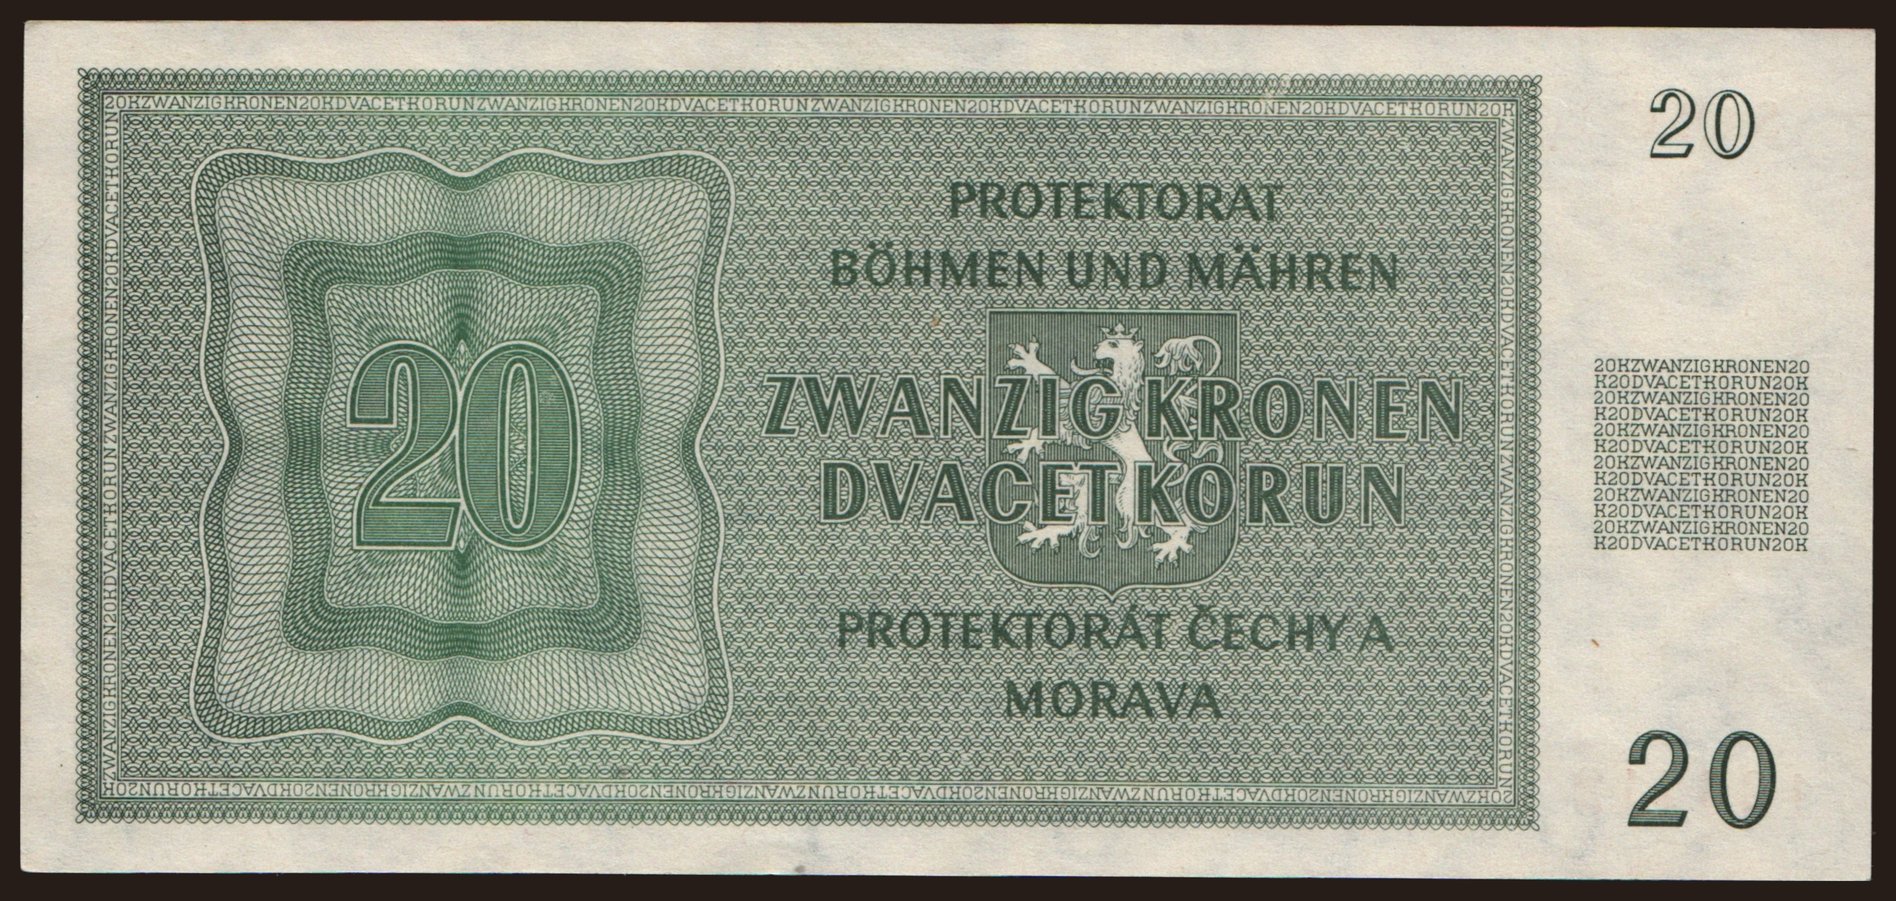 20KZWANZIGKRONEN20KDVACETKORUNZWANZIGKRONEN20KDVACETKORUNZWANZIGKRONEN20KDVACETKORUNZWANZIGKRONEN20KDVACETKORUN20K
20
PROTEKTORAT
BÖHMEN UND MÄHREN
20
ZWANZIG KRONEN
DVACET KORUN
PROTEKTORÁT ČECHY A
MORAVA
20KZWANZIGKRONEN20
K20DVACETKORUN20K
20KZWANZIGKRONEN20
K20DVACETKORUN20K
20KZWANZIGKRONEN20
K20DVACETKORUN20K
20KZWANZIGKRONEN20
K20DVACETKORUN20K
20KZWANZIGKRONEN20
K20DVACETKORUN20K
20KZWANZIGKRONEN20
K20DVACETKORUN20K
20